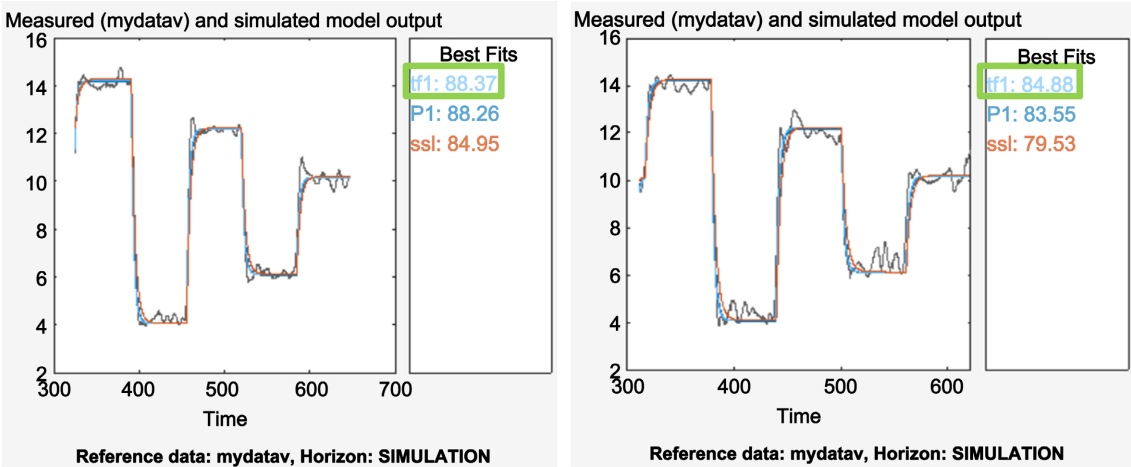 Measured (mydatav) and simulated model output
16
14
12
10
8
6
4
2
300
400
500
600
700
Time
Best Fits
tf1: 88.37
P1: 88.26
ssl: 84.95
Reference data: mydatav, Horizon: SIMULATION
Measured (mydatav) and simulated model output
16
14
12
10
8
6
4
2
300
400
500
600
Time
Best Fits
tf1: 84.88
P1: 83.55
ssl: 79.53
Reference data: mydatav, Horizon: SIMULATION